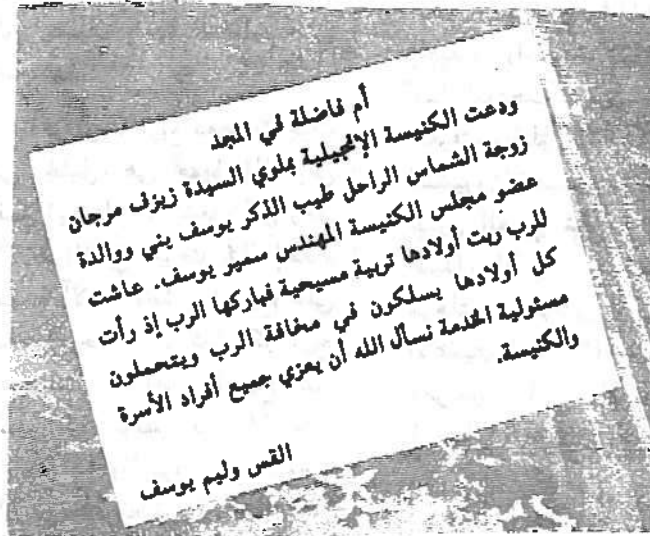 أم فاضلة في المجد
ودعت الكنيسة الإنجيلية بملوي السيدة زيزف مرجان
زوجة الشماس الراحل طيب الذكر يوسف يني ووالدة
عضو مجلس الكنيسة المهندس سمير يوسف. عاشت
للرب ربت أولادها تربية مسيحية فباركها الرب إذ رأت
كل أولادها يسلكون في مخافة الرب ويتحملون
مسئولية الخدمة نسأل الله أن يعزي جميع أفراد الأسرة
والكنيسة.
القس وليم يوسف